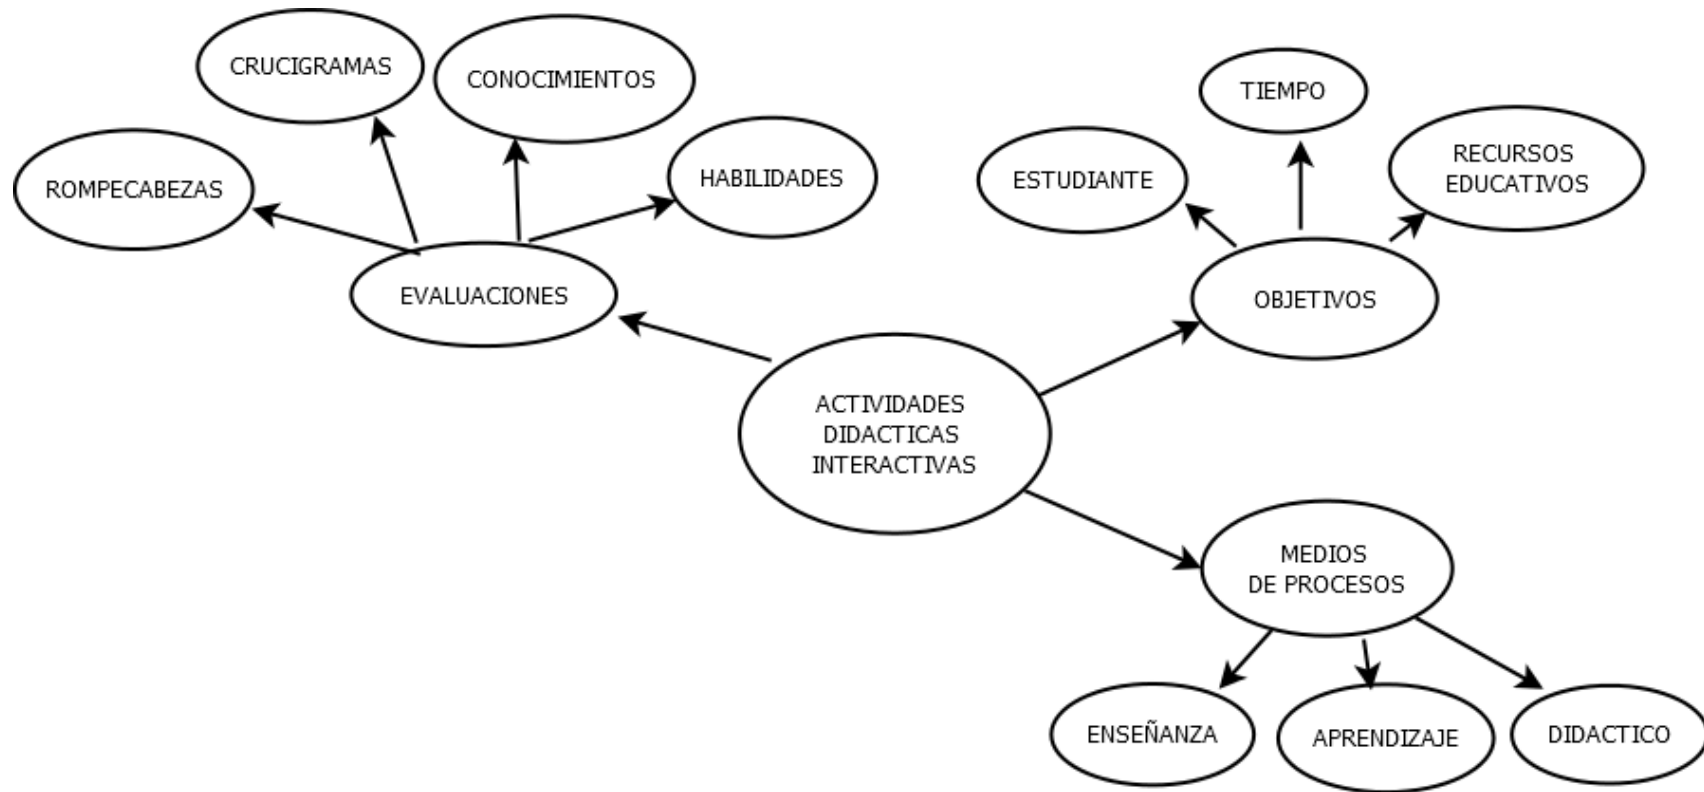 CRUCIGRAMAS
CONOCIMIENTOS
ROMPECABEZAS
HABILIDADES
EVALUACIONES
TIEMPO
ESTUDIANTE
RECURSOS
EDUCATIVOS
OBJETIVOS
ACTIVIDADES
DIDACTICAS
INTERACTIVAS
MEDIOS
DE PROCESOS
ENSEÑANZA
APRENDIZAJE
DIDACTICO